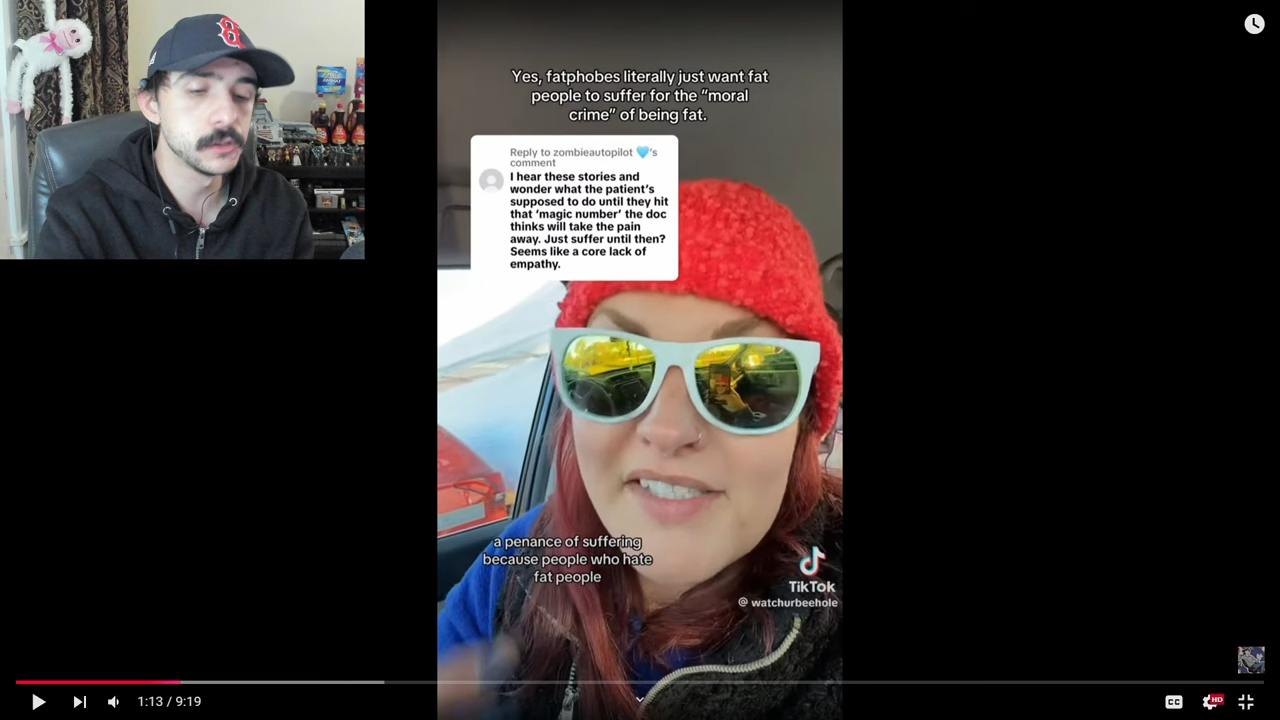 Yes, fatphobes literally just want fat
people to suffer for the “moral
crime” of being fat.
Reply to zombieautopilot 🩵's
comment
I hear these stories and
wonder what the patient's
supposed to do until they hit
that ‘magic number’ the doc
thinks will take the pain
away. Just suffer until then?
Seems like a core lack of
empathy.
a penance of suffering
because people who hate
fat people
TikTok
@ watchurbeehole
1:13 / 9:19
CC
HD